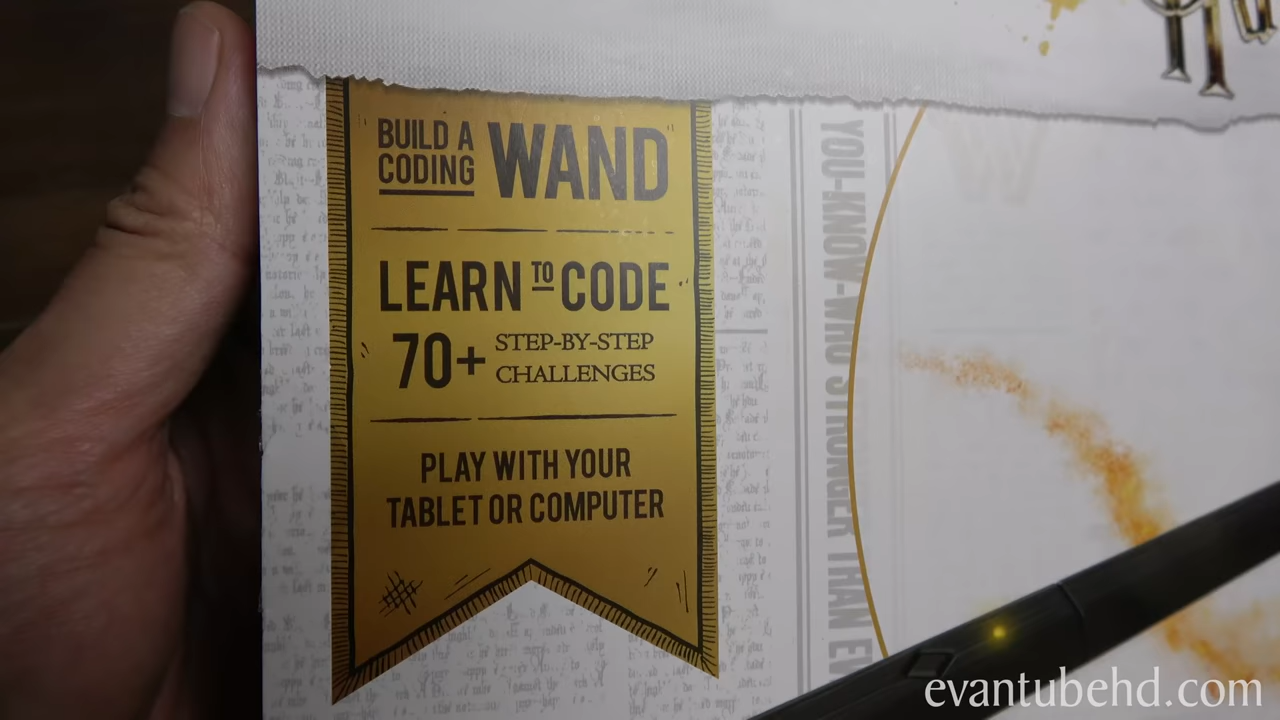 BUILD A
CODING
WAND
LEARN TO CODE
70+ STEP-BY-STEP
CHALLENGES
PLAY WITH YOUR
TABLET OR COMPUTER
YOU-KNOW-WHO STRONGER THAN
evantubehd.com